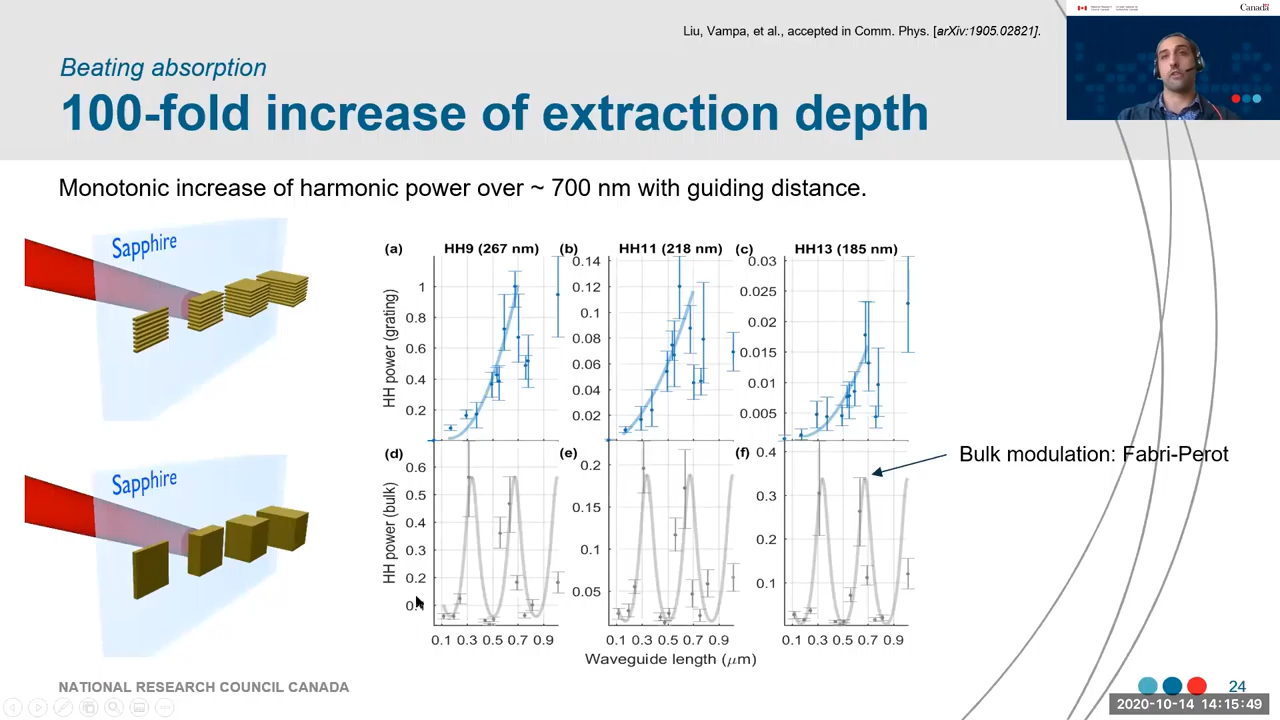 Liu, Vampa, et al., accepted in Comm. Phys. [arXiv:1905.02821].
Canada
Beating absorption
100-fold increase of extraction depth
Monotonic increase of harmonic power over ~ 700 nm with guiding distance.
Sapphire
Sapphire
(a) HH9 (267 nm)
(b) HH11 (218 nm)
(c) HH13 (185 nm)
HH power (grating)
1
0.8
0.6
0.4
0.2
0.14
0.12
0.1
0.08
0.06
0.04
0.02
0.03
0.025
0.02
0.015
0.01
0.005
(d)
(e)
(f)
HH power (bulk)
0.6
0.5
0.4
0.3
0.2
0.2
0.15
0.1
0.05
0.4
0.3
0.2
0.1
0.1 0.3 0.5 0.7 0.9
0.1 0.3 0.5 0.7 0.9
0.1 0.3 0.5 0.7 0.9
Waveguide length (μm)
Bulk modulation: Fabri-Perot
NATIONAL RESEARCH COUNCIL CANADA
24
2020-10-14 14:15:49